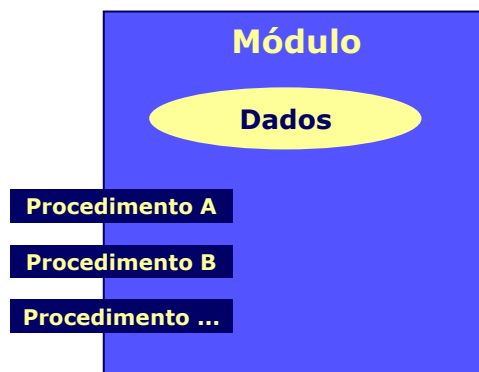 Módulo
Dados
Procedimento A
Procedimento B
Procedimento ...